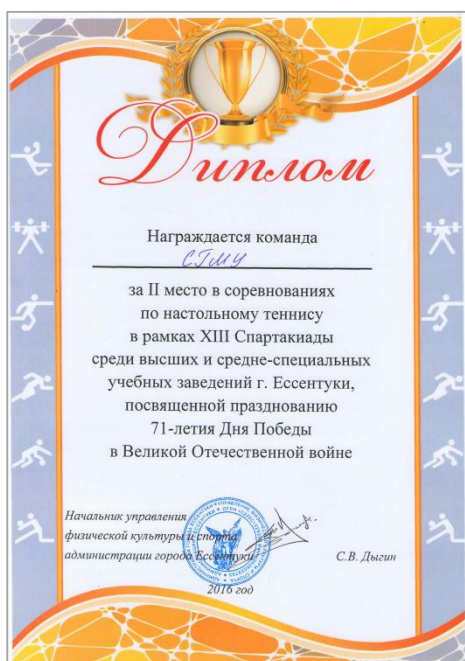 Диплом
Награждается команда
СГМУ
за II место в соревнованиях
по настольному теннису
в рамках XIII Спартакиады
среди высших и средне-специальных
учебных заведений г. Ессентуки,
посвященной празднованию
71-летия Дня Победы
в Великой Отечественной войне
Начальник управления
физической культуры и спорта
администрации города Ессентуки
С.В. Дыгин
2016 год